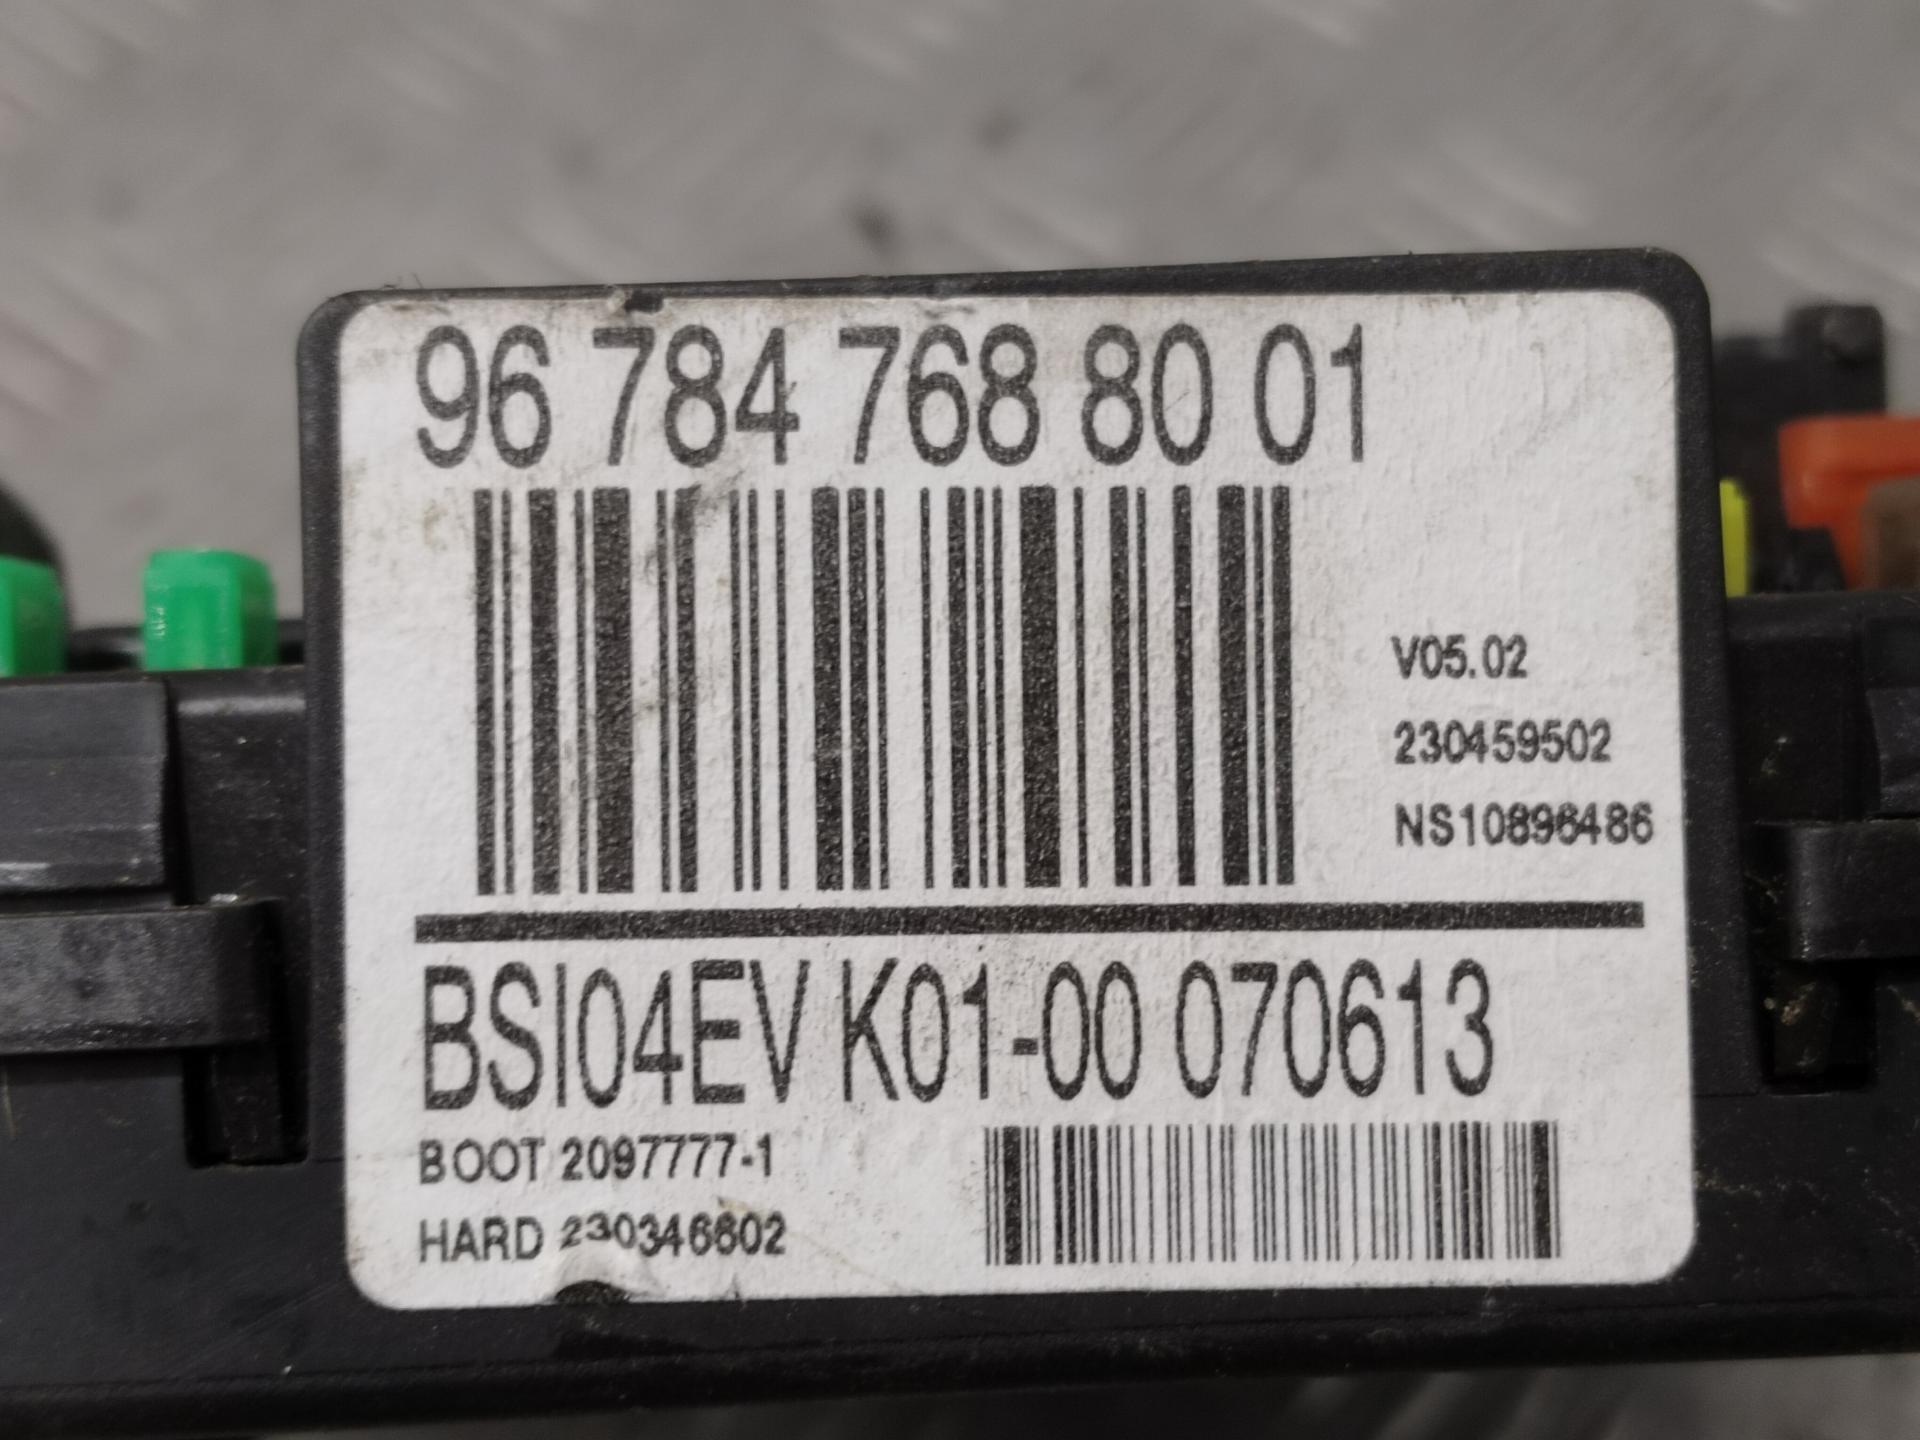 96 784 768 80 01
V05.02
230459502
NS10896486
BSI04EV K01-00 070613
BOOT 2097777-1
HARD 230346802